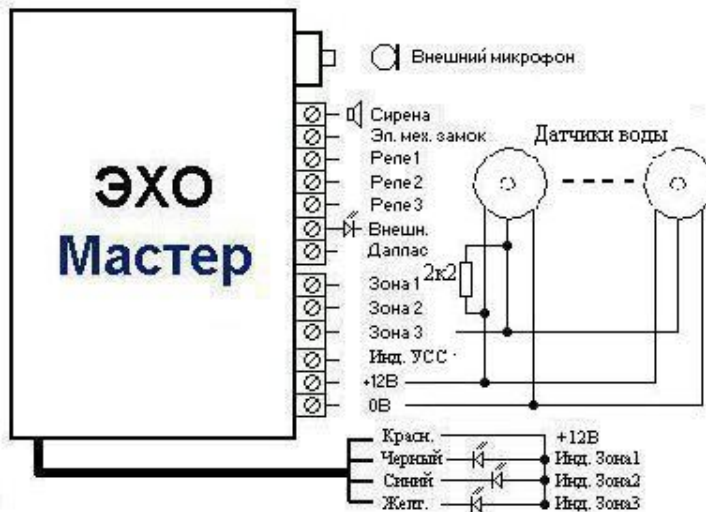 Внешний микрофон
ЭХО
Мастер
Сирена
Эл. мех. замок
Реле1
Реле2
Реле3
Внешн.
Даллас
Зона 1
Зона 2
Зона 3
Инд. УСС
+12В
0В
Датчики воды
2к2
Красн.
+12В
Черный
Инд. Зона1
Синий
Инд. Зона2
Желт.
Инд. Зона3